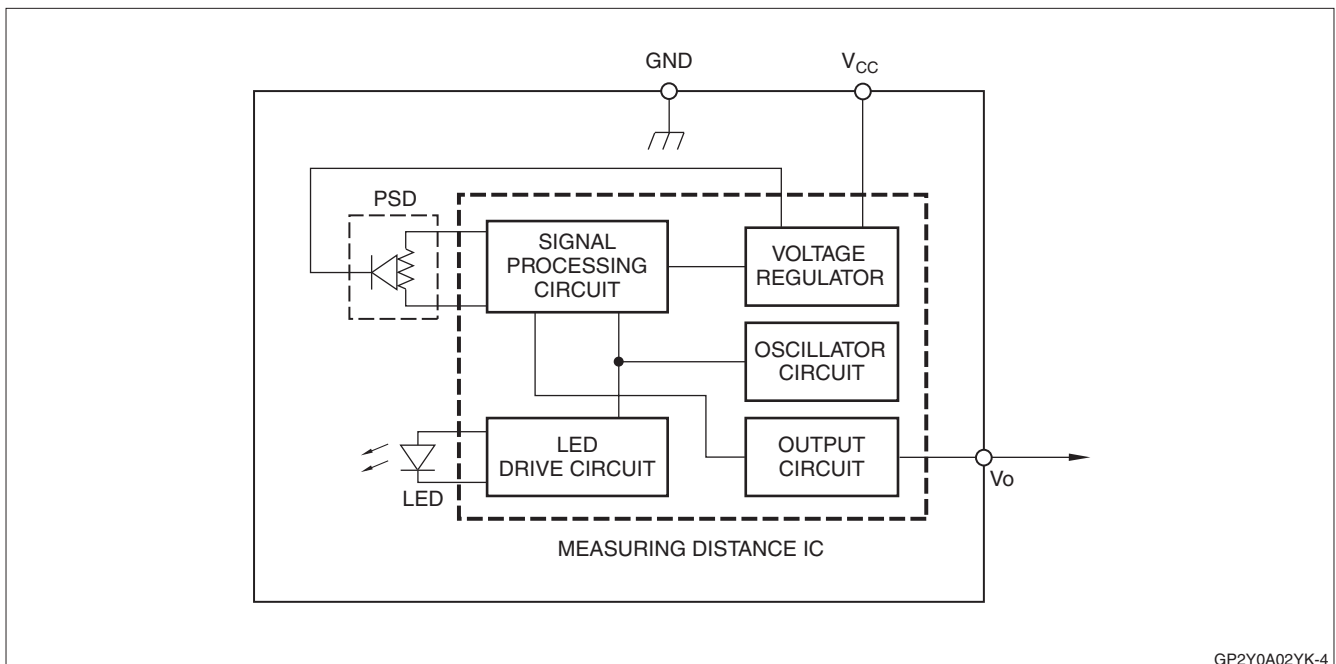 GND
VCC
PSD
SIGNAL
PROCESSING
CIRCUIT
VOLTAGE
REGULATOR
OSCILLATOR
CIRCUIT
LED
DRIVE CIRCUIT
OUTPUT
CIRCUIT
LED
Vo
MEASURING DISTANCE IC
GP2Y0A02YK-4